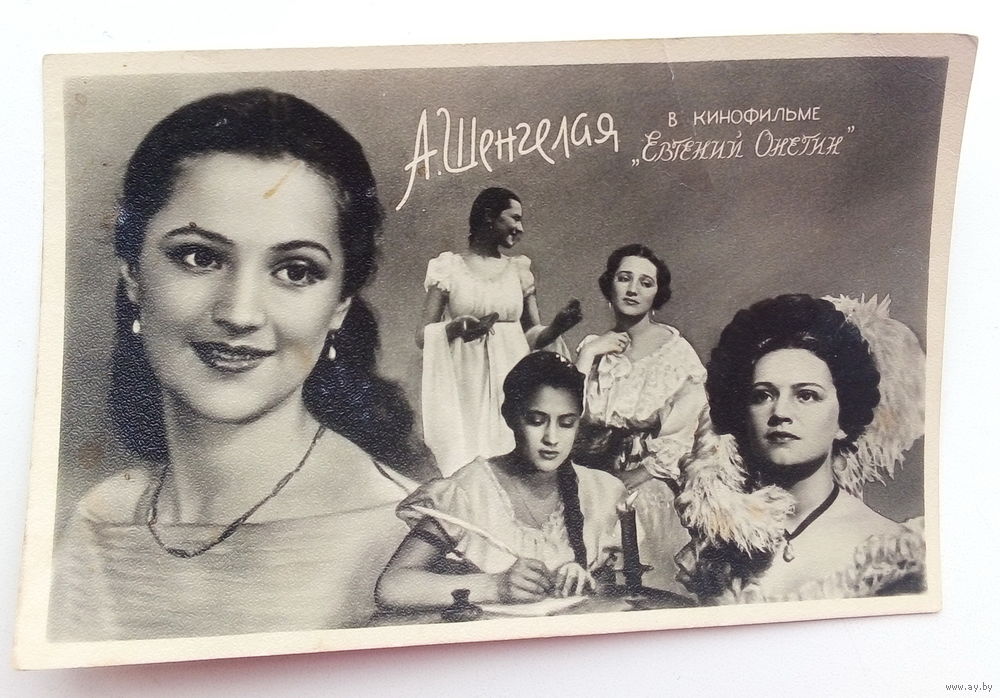 А. Шенгелая
В КИНОФИЛЬМЕ
„ЕВГЕНИЙ ОНЕГИН”
www.ay.by